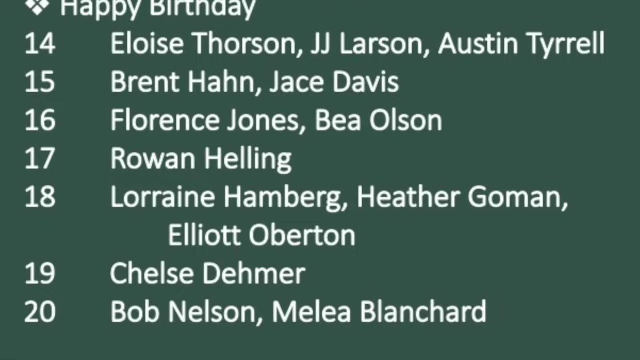 ❖ Happy Birthday
14 Eloise Thorson, JJ Larson, Austin Tyrrell
15 Brent Hahn, Jace Davis
16 Florence Jones, Bea Olson
17 Rowan Helling
18 Lorraine Hamberg, Heather Goman,
Elliott Oberton
19 Chelse Dehmer
20 Bob Nelson, Melea Blanchard